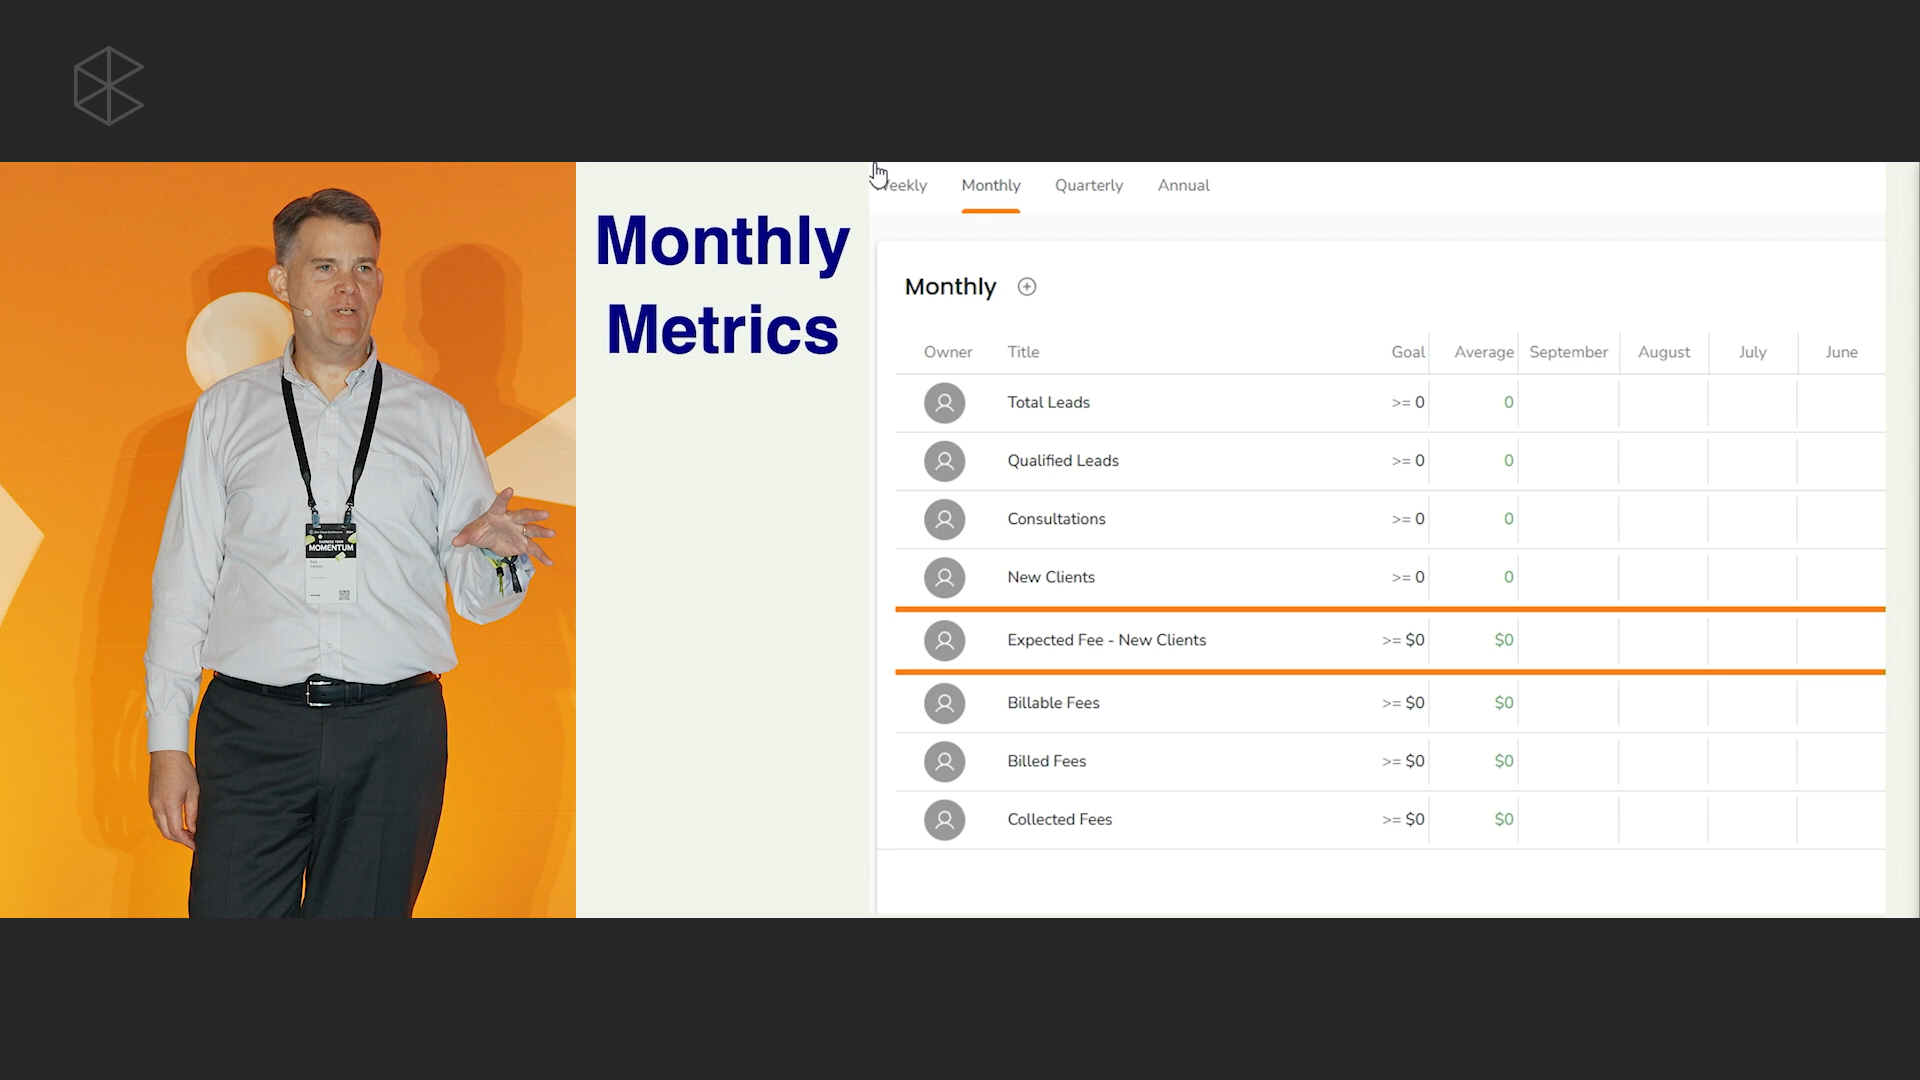 Monthly
Metrics
eekly Monthly Quarterly Annual
Monthly
Owner Title Goal Average September August July June
Total Leads >= 0 0
Qualified Leads >= 0 0
Consultations >= 0 0
New Clients >= 0 0
Expected Fee - New Clients >= $0 $0
Billable Fees >= $0 $0
Billed Fees >= $0 $0
Collected Fees >= $0 $0
MOMENTUM